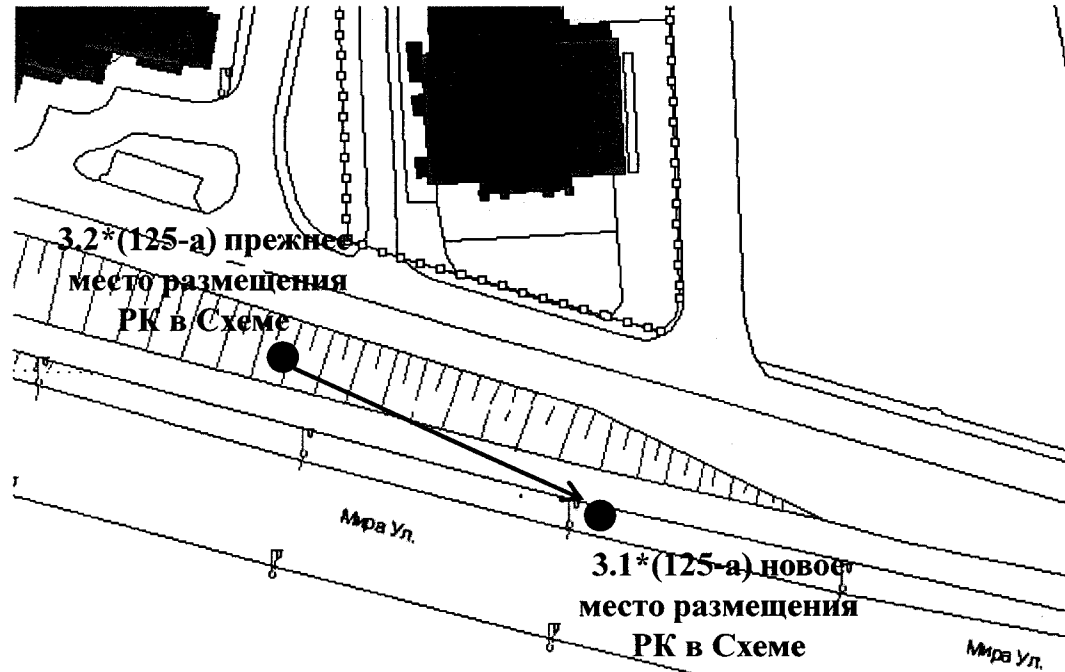 3.2*(125-а) прежнее
место размещения
РК в Схеме
Мира Ул.
3.1*(125-а) новое
место размещения
РК в Схеме
Мира Ул.